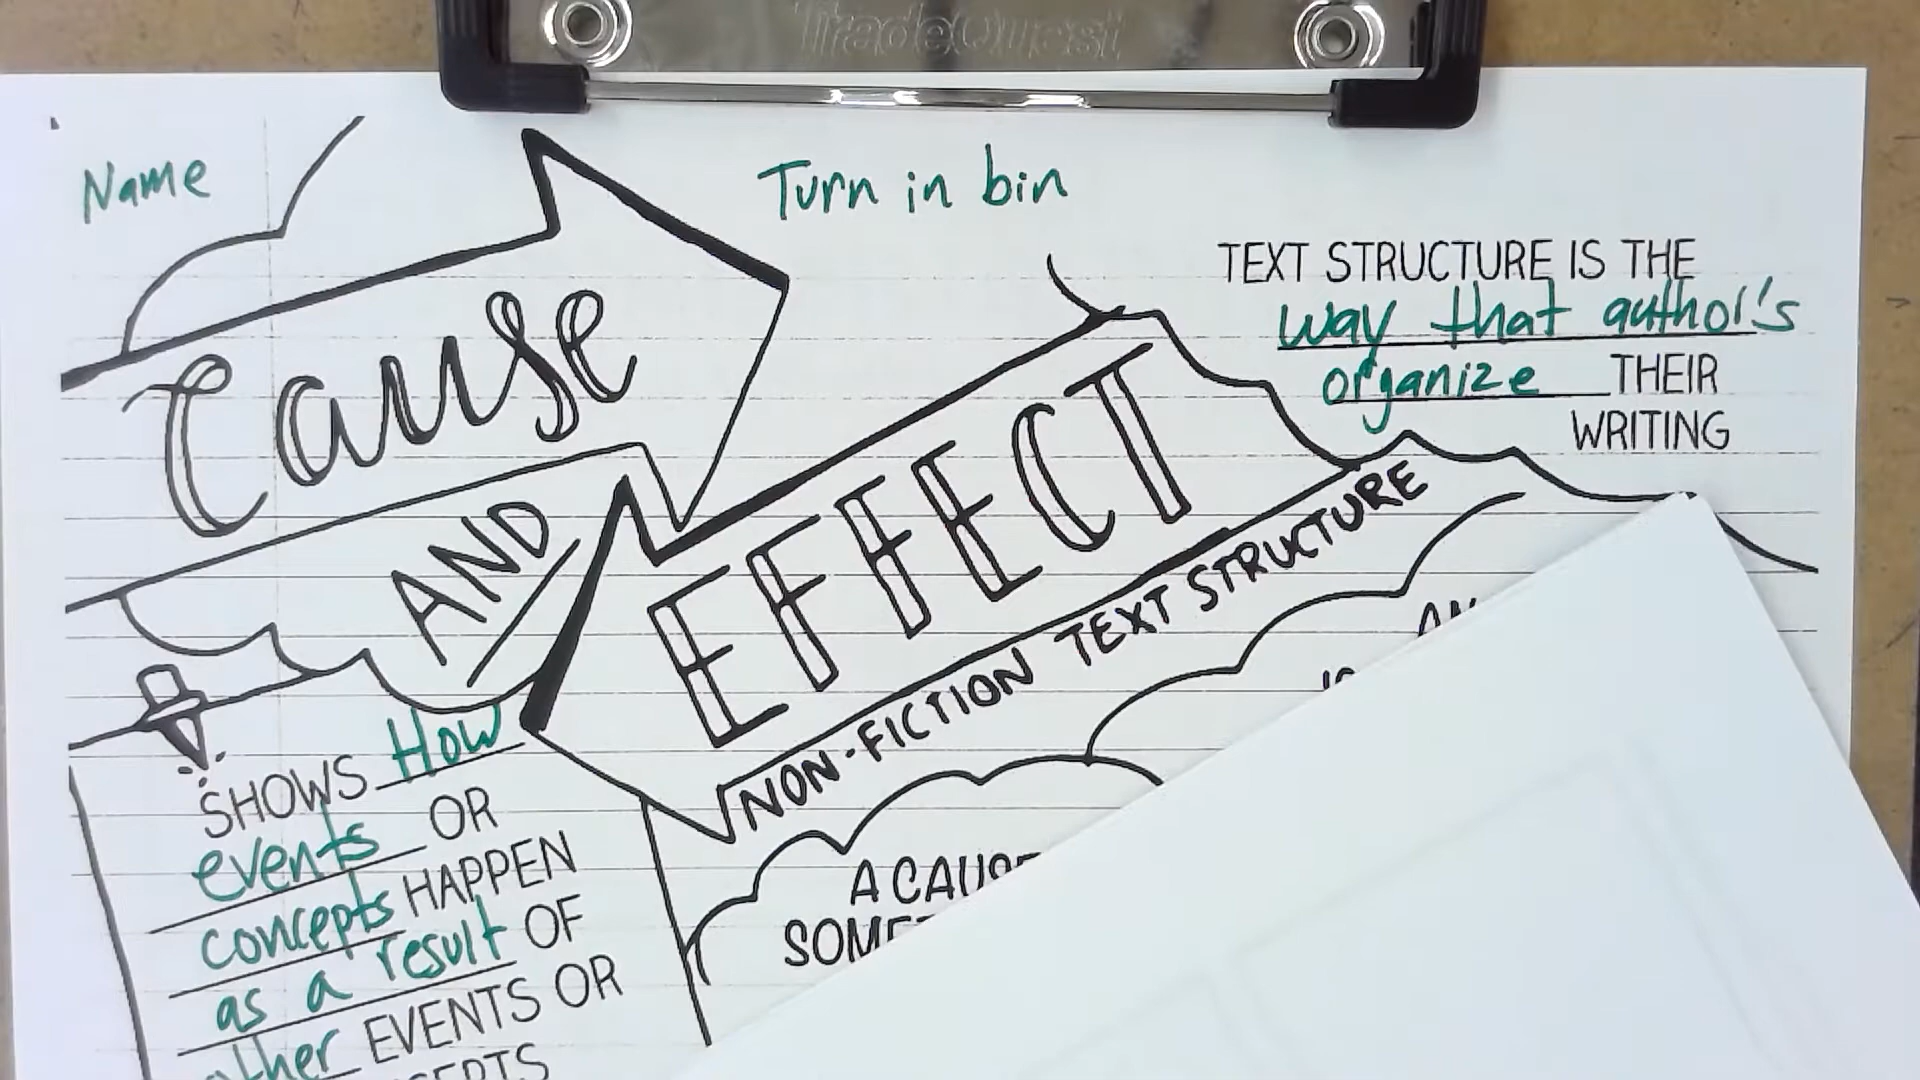 TradeQuest
Name
Turn in bin
TEXT STRUCTURE IS THE
way that author's
organize THEIR
WRITING
Cause
AND
EFFECT
NON-FICTION TEXT STRUCTURE
SHOWS How
events OR
concepts HAPPEN
as a result OF
other EVENTS OR
A